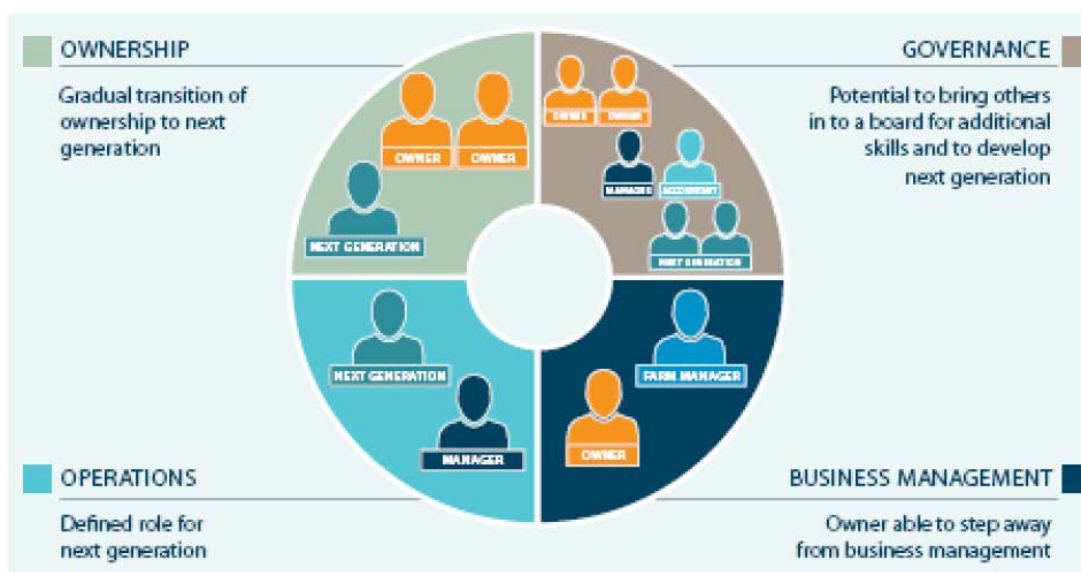 OWNERSHIP
Gradual transition of
ownership to next
generation
GOVERNANCE
Potential to bring others
in to a board for additional
skills and to develop
next generation
OWNER
OWNER
NEXT GENERATION
OWNER
OWNER
MANAGER
ACCOUNTANT
NEXT GENERATION
NEXT GENERATION
MANAGER
FARM MANAGER
OWNER
OPERATIONS
Defined role for
next generation
BUSINESS MANAGEMENT
Owner able to step away
from business management